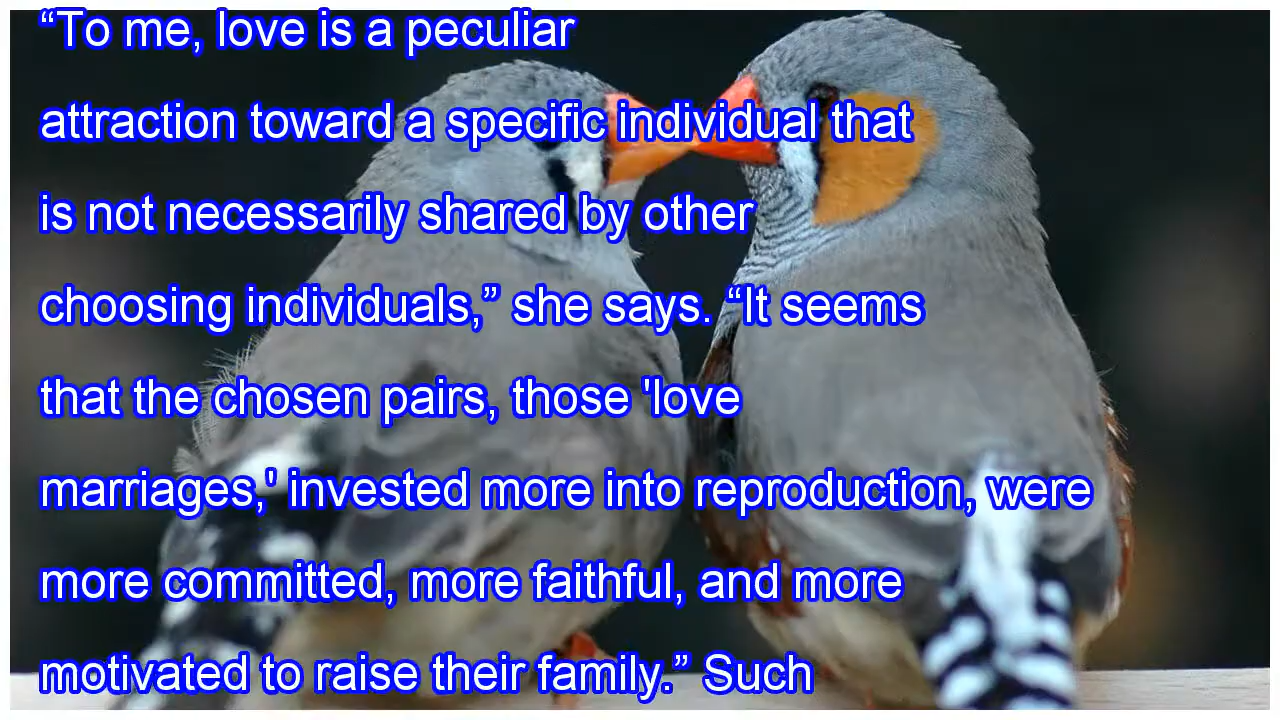 “To me, love is a peculiar
attraction toward a specific individual that
is not necessarily shared by other
choosing individuals,” she says. “It seems
that the chosen pairs, those 'love
marriages,' invested more into reproduction, were
more committed, more faithful, and more
motivated to raise their family.” Such